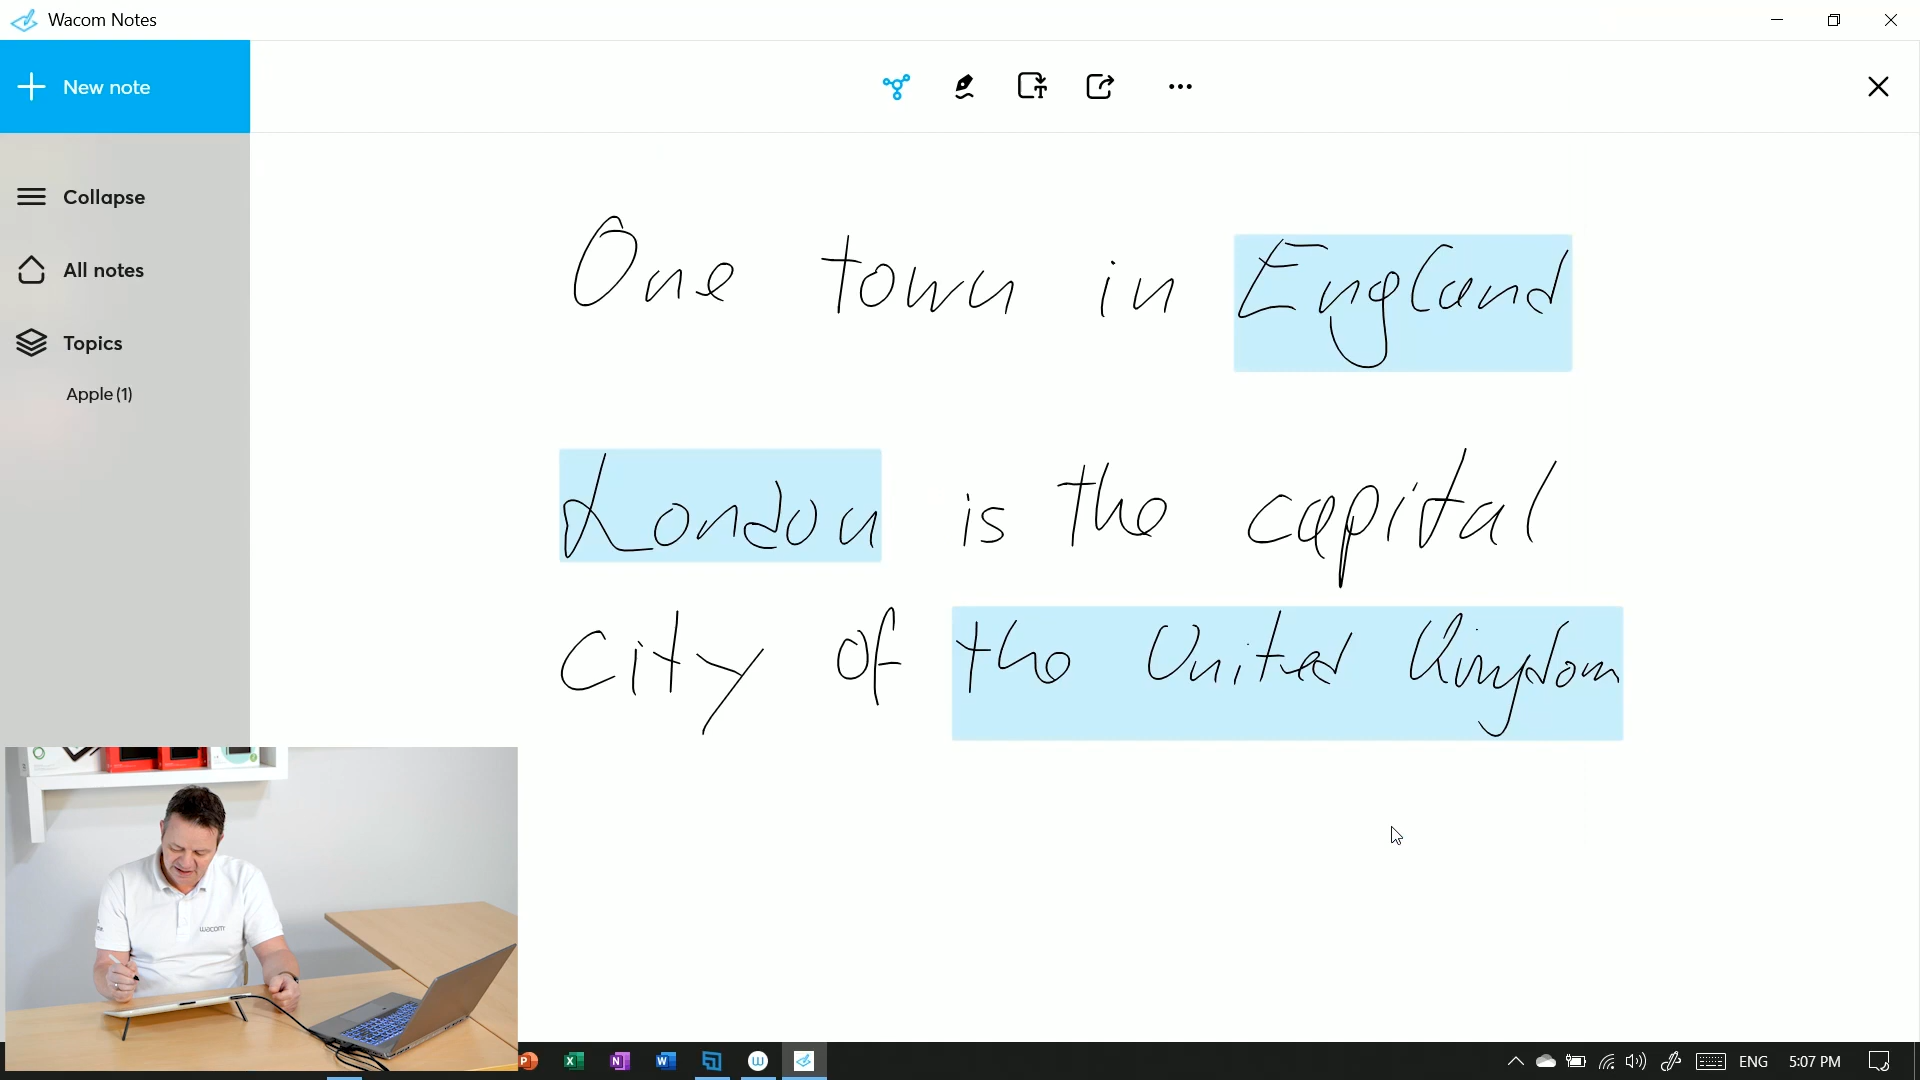 Wacom Notes
New note
Collapse
All notes
Topics
Apple (1)
One town in England
London is the capital
city of the United Kingdom
wacom
ENG 5:07 PM